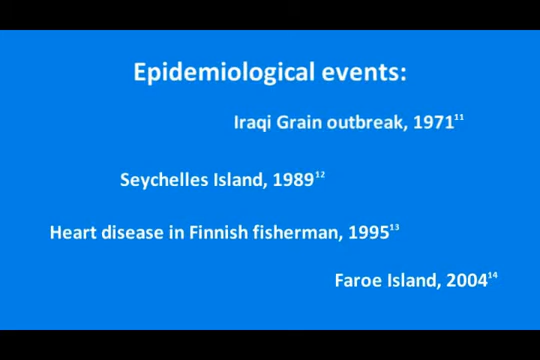 Epidemiological events:
Iraqi Grain outbreak, 1971¹¹
Seychelles Island, 1989¹²
Heart disease in Finnish fisherman, 1995¹³
Faroe Island, 2004¹⁴